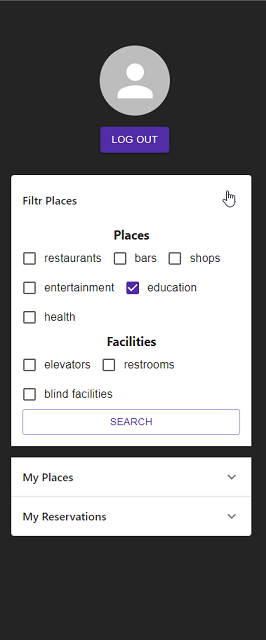 LOG OUT
Filtr Places
Places
restaurants bars shops
entertainment education
health
Facilities
elevators restrooms
blind facilities
SEARCH
My Places
My Reservations